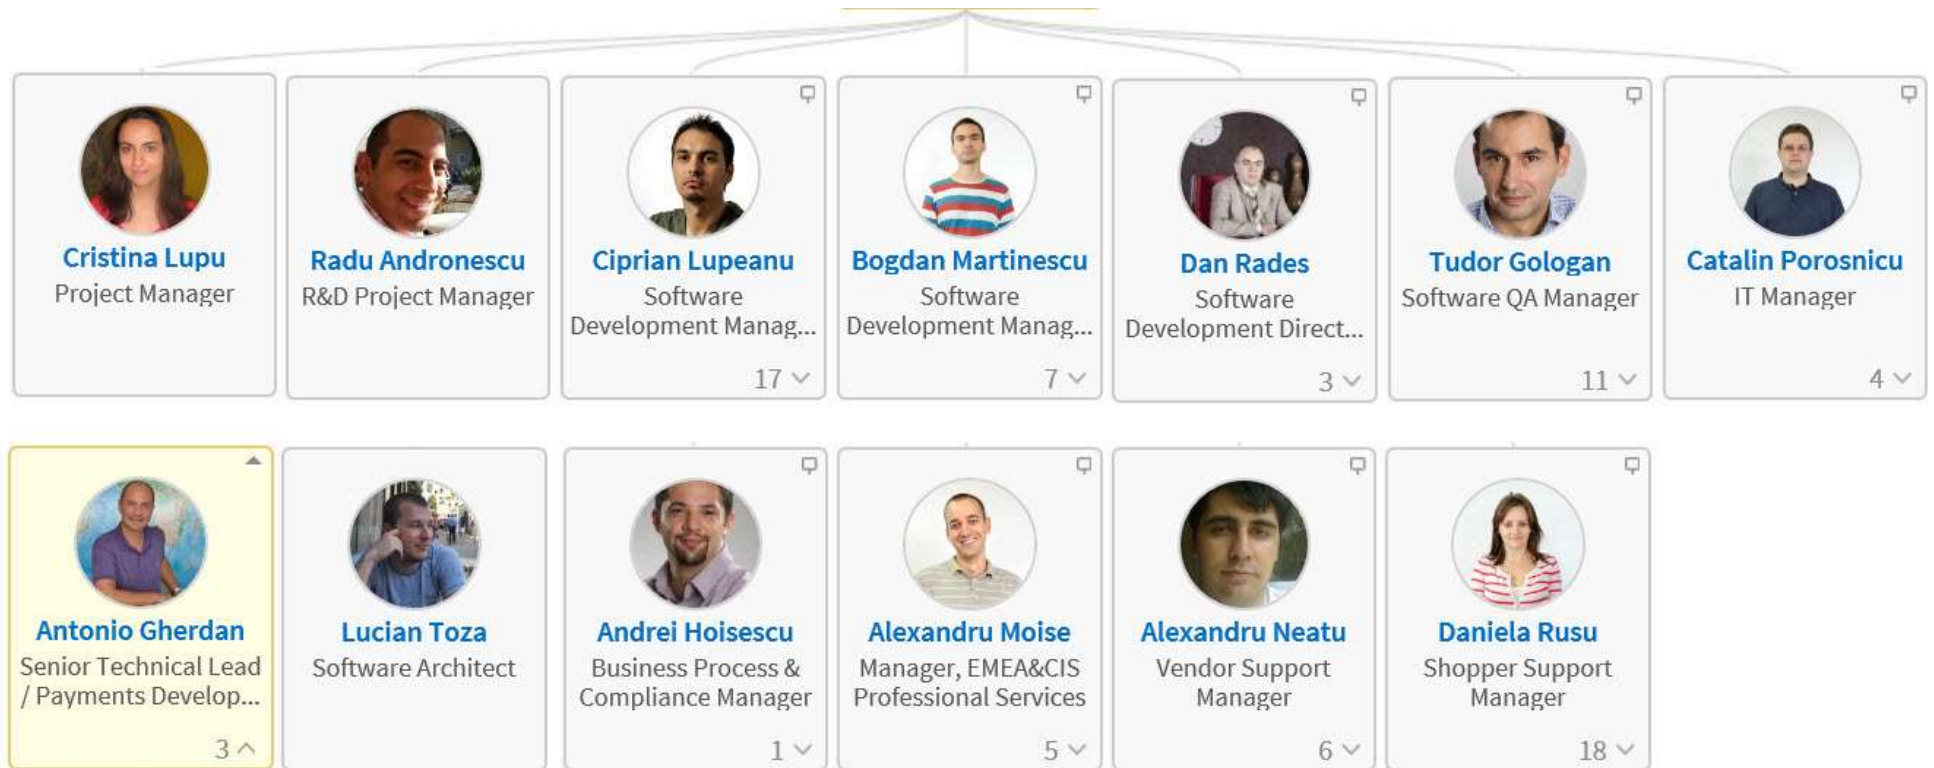 Cristina Lupu
Project Manager
Radu Andronescu
R&D Project Manager
Ciprian Lupeanu
Software
Development Manag...
17
Bogdan Martinescu
Software
Development Manag...
7
Dan Rades
Software
Development Direct...
3
Tudor Gologan
Software QA Manager
11
Catalin Porosnicu
IT Manager
4
Antonio Gherdan
Senior Technical Lead
/ Payments Develop...
3
Lucian Toza
Software Architect
Andrei Hoisescu
Business Process &
Compliance Manager
1
Alexandru Moise
Manager, EMEA&CIS
Professional Services
5
Alexandru Neatu
Vendor Support
Manager
6
Daniela Rusu
Shopper Support
Manager
18